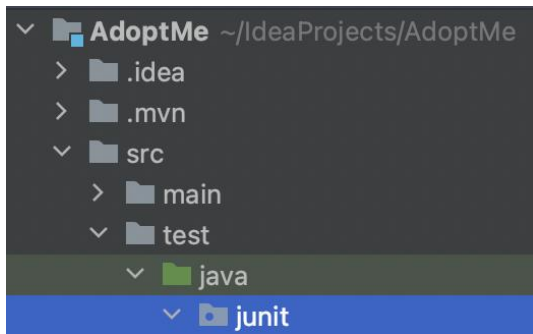 AdoptMe ~/IdeaProjects/AdoptMe
.idea
.mvn
src
main
test
java
junit